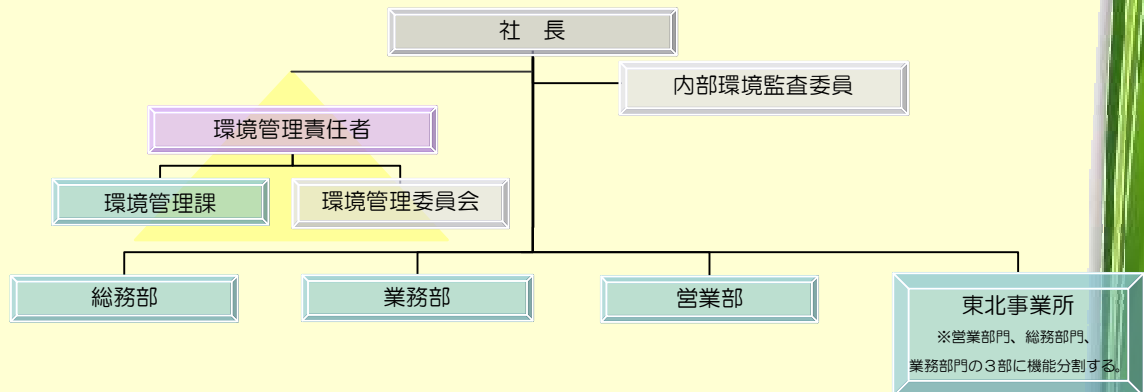 社　長
内部環境監査委員
環境管理責任者
環境管理課
環境管理委員会
総務部
業務部
営業部
東北事業所
※営業部門、総務部門、
業務部門の３部に機能分割する。